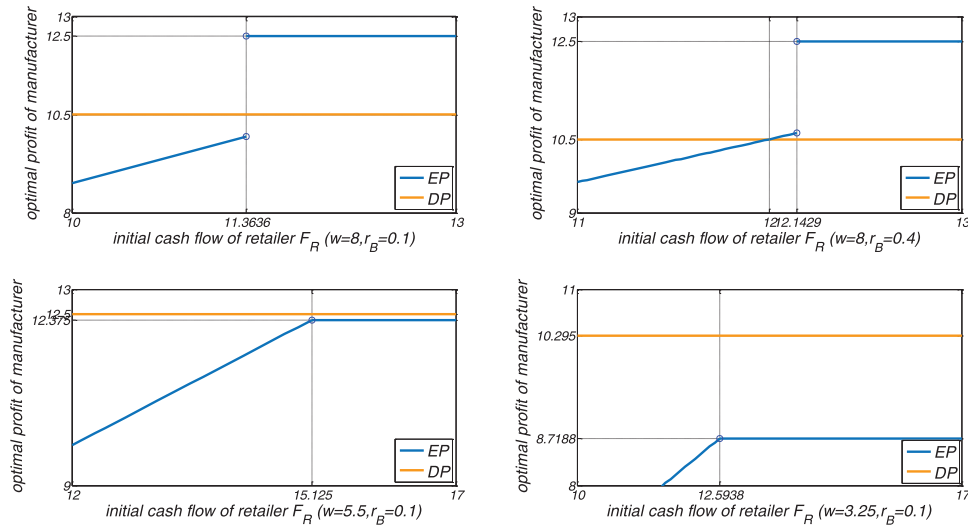 optimal profit of manufacturer
13
12.5
10.5
8
10
11.3636
13
EP
DP
initial cash flow of retailer F_R (w=8,r_B=0.1)
optimal profit of manufacturer
13
12.5
10.5
9
11
12
12.1429
13
EP
DP
initial cash flow of retailer F_R (w=8,r_B=0.4)
optimal profit of manufacturer
13
12.5
12.375
9
12
15.125
17
EP
DP
initial cash flow of retailer F_R (w=5.5,r_B=0.1)
optimal profit of manufacturer
11
10.295
8.7188
8
10
12.5938
17
EP
DP
initial cash flow of retailer F_R (w=3.25,r_B=0.1)